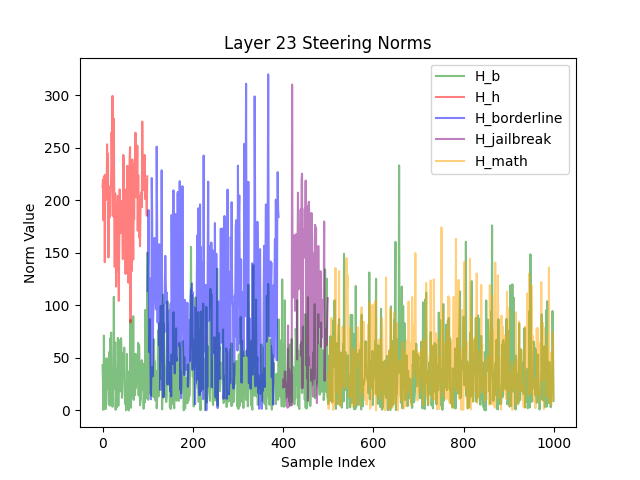 Layer 23 Steering Norms
H_b
H_h
H_borderline
H_jailbreak
H_math
Norm Value
300
250
200
150
100
50
0
0 200 400 600 800 1000
Sample Index